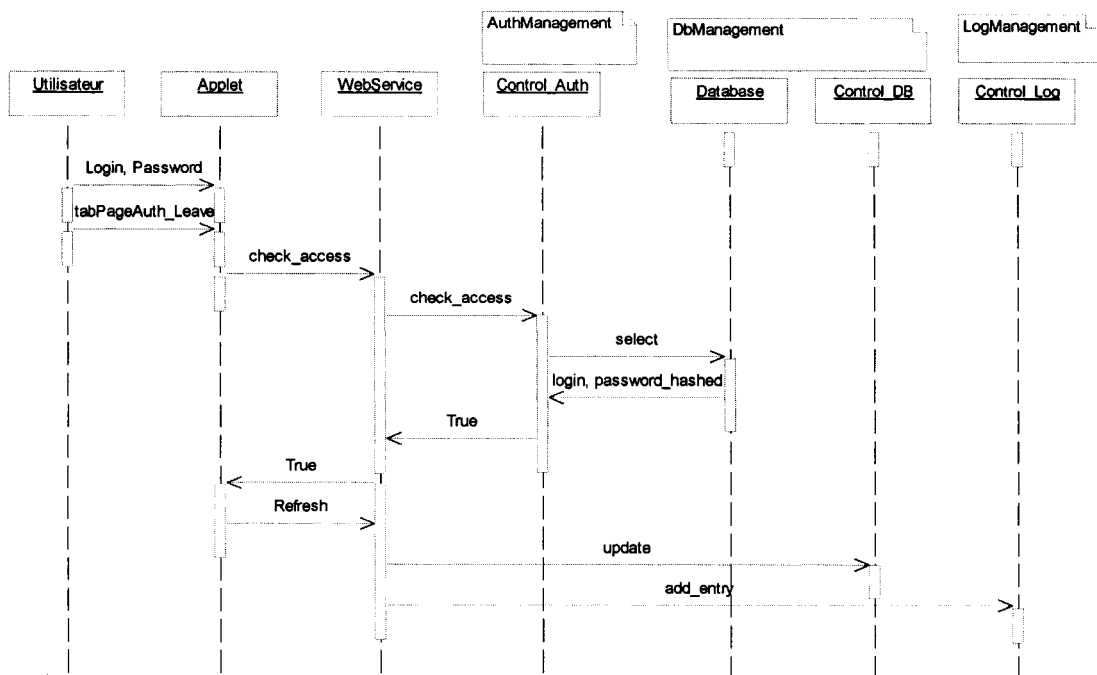 AuthManagement
DbManagement
LogManagement
Utilisateur
Applet
WebService
Control_Auth
Database
Control_DB
Control_Log
Login, Password
tabPageAuth_Leave
check_access
check_access
select
login, password_hashed
True
True
Refresh
update
add_entry